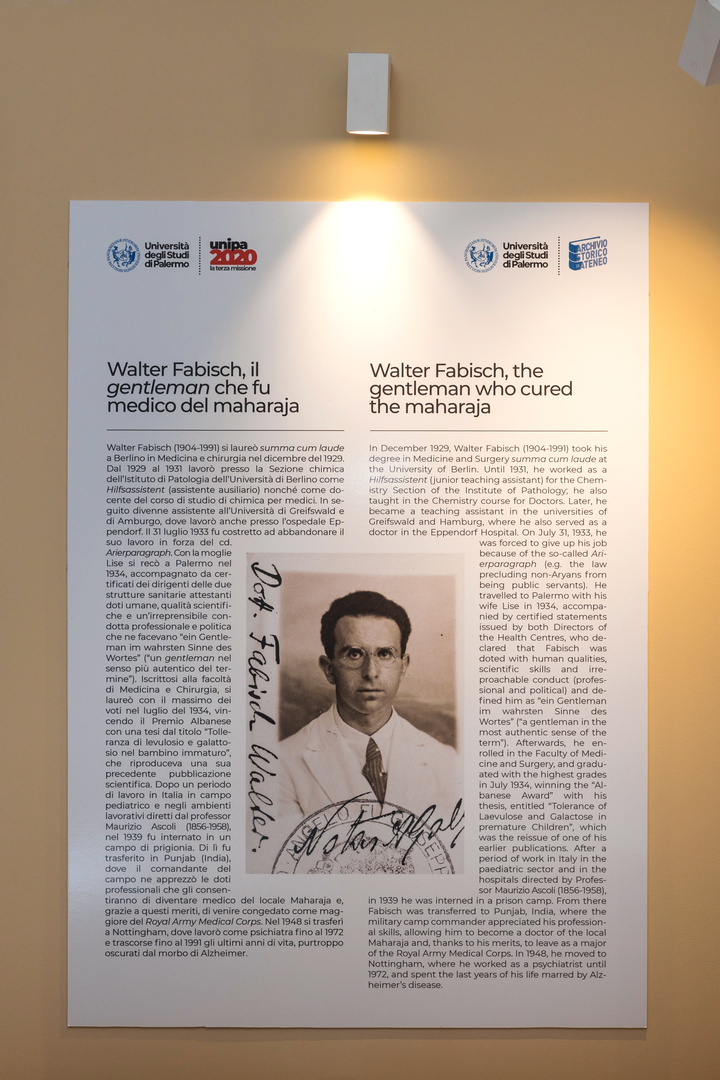 Università
degli Studi
di Palermo
unipa
2020
la terza missione
Università
degli Studi
di Palermo
ARCHIVIO
STORICO
ATENEO
Walter Fabisch, il
gentleman che fu
medico del maharaja
Walter Fabisch (1904-1991) si laureò summa cum laude
a Berlino in Medicina e chirurgia nel dicembre del 1929.
Dal 1929 al 1931 lavorò presso la Sezione chimica
dell'Istituto di Patologia dell'Università di Berlino come
Hilfsassistent (assistente ausiliario) nonché come do-
cente del corso di studio di chimica per medici. In se-
guito divenne assistente all'Università di Greifswald e
di Amburgo, dove lavorò anche presso l'ospedale Ep-
pendorf. Il 31 luglio 1933 fu costretto ad abbandonare il
suo lavoro in forza del cd.
Arierparagraph. Con la moglie
Lise si recò a Palermo nel
1934, accompagnato da cer-
tificati dei dirigenti delle due
strutture sanitarie attestanti
doti umane, qualità scientifi-
che e un'irreprensibile con-
dotta professionale e politica
che ne facevano "ein Gentle-
man im wahrsten Sinne des
Wortes" ("un gentleman nel
senso più autentico del ter-
mine"). Iscrittosi alla facoltà
di Medicina e Chirurgia, si
laureò con il massimo dei
voti nel luglio del 1934, vin-
cendo il Premio Albanese
con una tesi dal titolo "Tolle-
ranza di levulosio e galatto-
sio nel bambino immaturo",
che riproduceva una sua
precedente pubblicazione
scientifica. Dopo un periodo
di lavoro in Italia in campo
pediatrico e negli ambienti
lavorativi diretti dal professor
Maurizio Ascoli (1856-1958),
nel 1939 fu internato in un
campo di prigionia. Di lì fu
trasferito in Punjab (India),
dove il comandante del
campo ne apprezzò le doti
professionali che gli consen-
tiranno di diventare medico del locale Maharaja e,
grazie a questi meriti, di venire congedato come mag-
giore del Royal Army Medical Corps. Nel 1948 si trasferì
a Nottingham, dove lavorò come psichiatra fino al 1972
e trascorse fino al 1991 gli ultimi anni di vita, purtroppo
oscurati dal morbo di Alzheimer.
Dott. Fabisch Walter.
Walter Fabisch, the
gentleman who cured
the maharaja
In December 1929, Walter Fabisch (1904-1991) took his
degree in Medicine and Surgery summa cum laude at
the University of Berlin. Until 1931, he worked as a
Hilfsassistent (junior teaching assistant) for the Chem-
istry Section of the Institute of Pathology; he also
taught in the Chemistry course for Doctors. Later, he
became a teaching assistant in the universities of
Greifswald and Hamburg, where he also served as a
doctor in the Eppendorf Hospital. On July 31, 1933, he
was forced to give up his job
because of the so-called Ari-
erparagraph (e.g. the law
precluding non-Aryans from
being public servants). He
travelled to Palermo with his
wife Lise in 1934, accompa-
nied by certified statements
issued by both Directors of
the Health Centres, who de-
clared that Fabisch was
doted with human qualities,
scientific skills and irre-
proachable conduct (profes-
sional and political) and de-
fined him as "ein Gentleman
im wahrsten Sinne des
Wortes" ("a gentleman in the
most authentic sense of the
term"). Afterwards, he en-
rolled in the Faculty of Medi-
cine and Surgery, and gradu-
ated with the highest grades
in July 1934, winning the "Al-
banese Award" with his
thesis, entitled "Tolerance of
Laevulose and Galactose in
premature Children", which
was the reissue of one of his
earlier publications. After a
period of work in Italy in the
paediatric sector and in the
hospitals directed by Profes-
sor Maurizio Ascoli (1856-1958),
in 1939 he was interned in a prison camp. From there
Fabisch was transferred to Punjab, India, where the
military camp commander appreciated his profession-
al skills, allowing him to become a doctor of the local
Maharaja and, thanks to his merits, to leave as a major
of the Royal Army Medical Corps. In 1948, he moved to
Nottingham, where he worked as a psychiatrist until
1972, and spent the last years of his life marred by Alz-
heimer's disease.